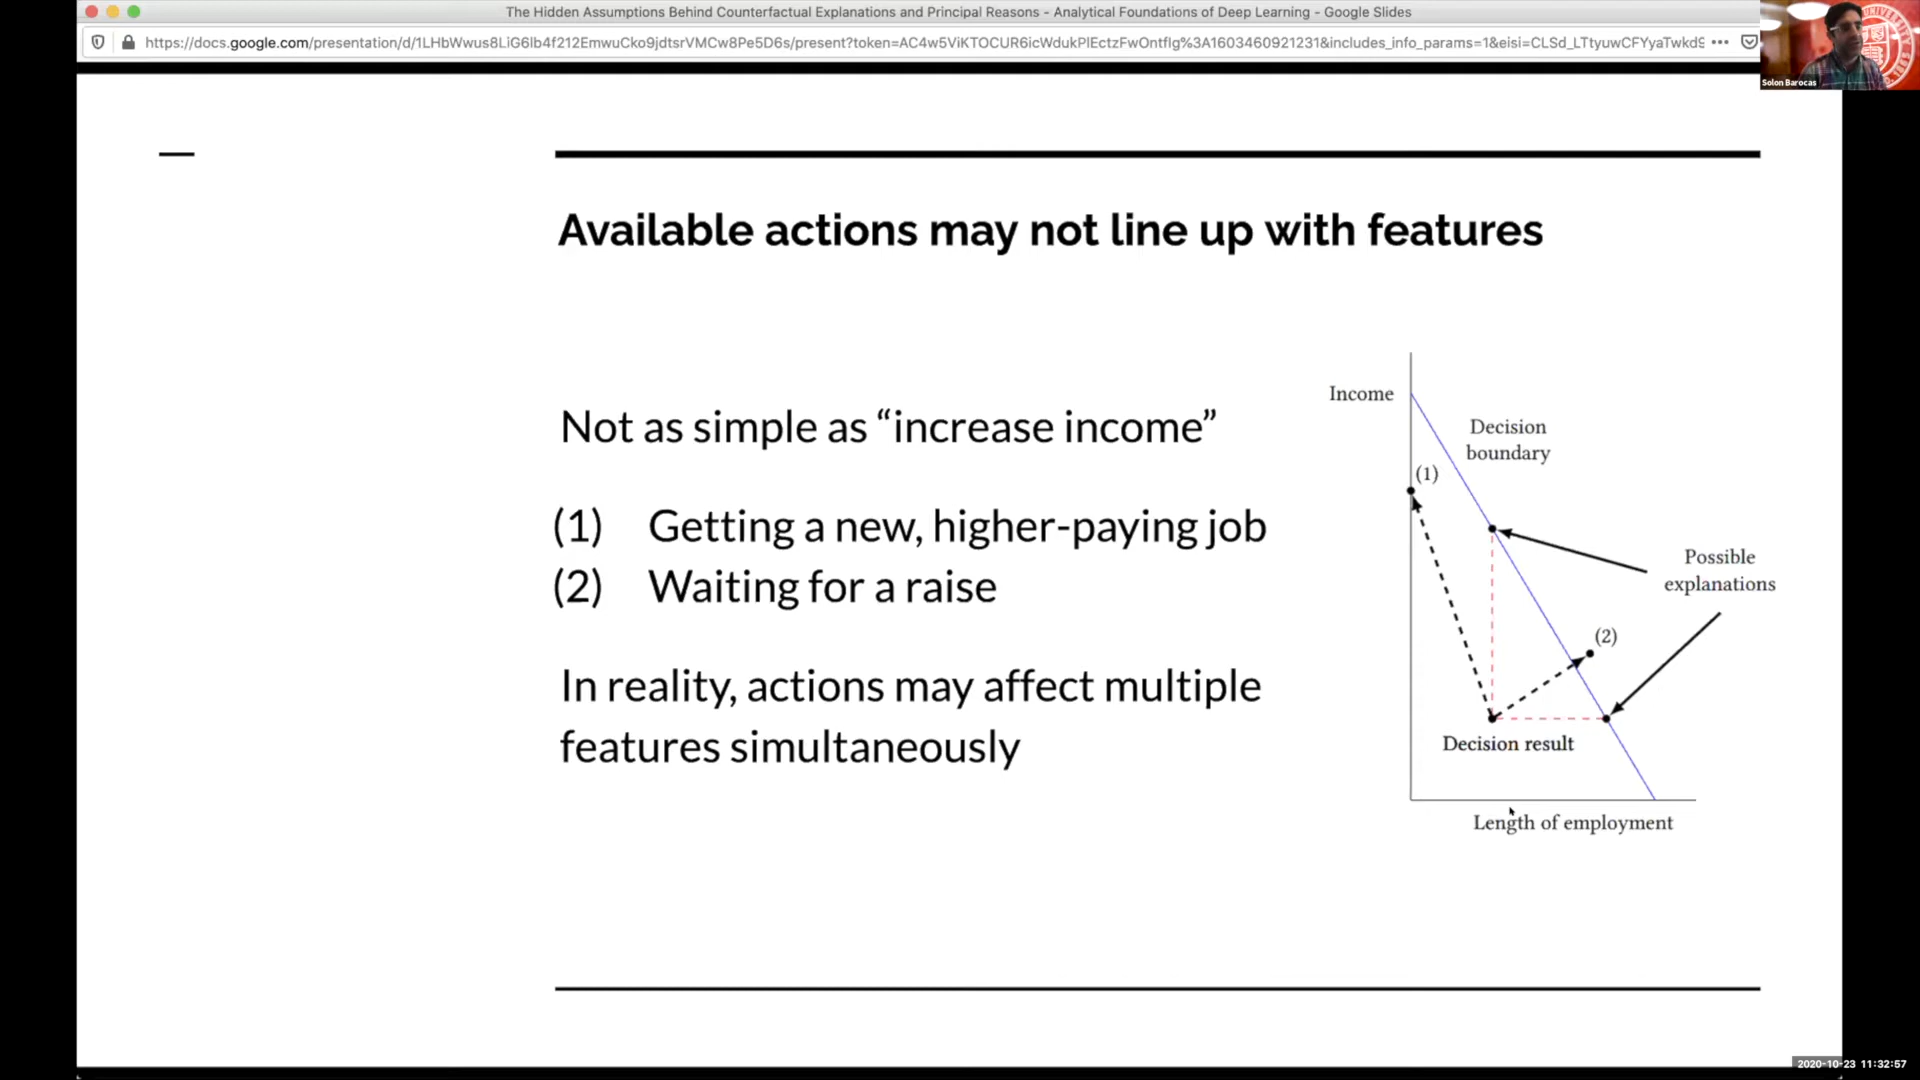 The Hidden Assumptions Behind Counterfactual Explanations and Principal Reasons - Analytical Foundations of Deep Learning - Google Slides
https://docs.google.com/presentation/d/1LHbWwus8LiG6lb4f212EmwuCko9jdtsrVMCw8Pe5D6s/present?token=AC4w5ViKTOCUR6icWdukPlEctzFwOntfIg%3A1603460921231&includes_info_params=1&eisi=CLSd_LTtyuwCFYyaTwkdS
Solon Barocas
Available actions may not line up with features
Not as simple as “increase income”
(1) Getting a new, higher-paying job
(2) Waiting for a raise
In reality, actions may affect multiple
features simultaneously
Income
Decision
boundary
(1)
Possible
explanations
(2)
Decision result
Length of employment
2020-10-23 11:32:57